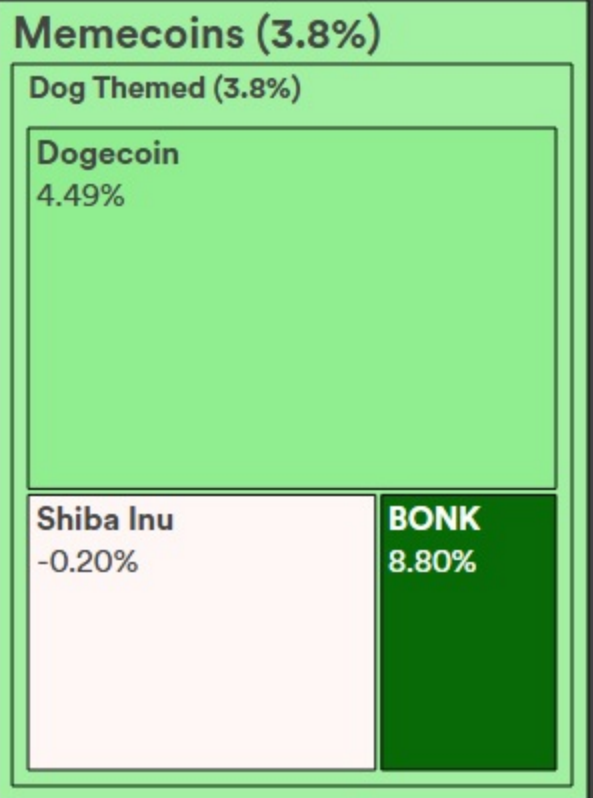 Memecoins (3.8%)
Dog Themed (3.8%)
Dogecoin
4.49%
Shiba Inu
-0.20%
BONK
8.80%